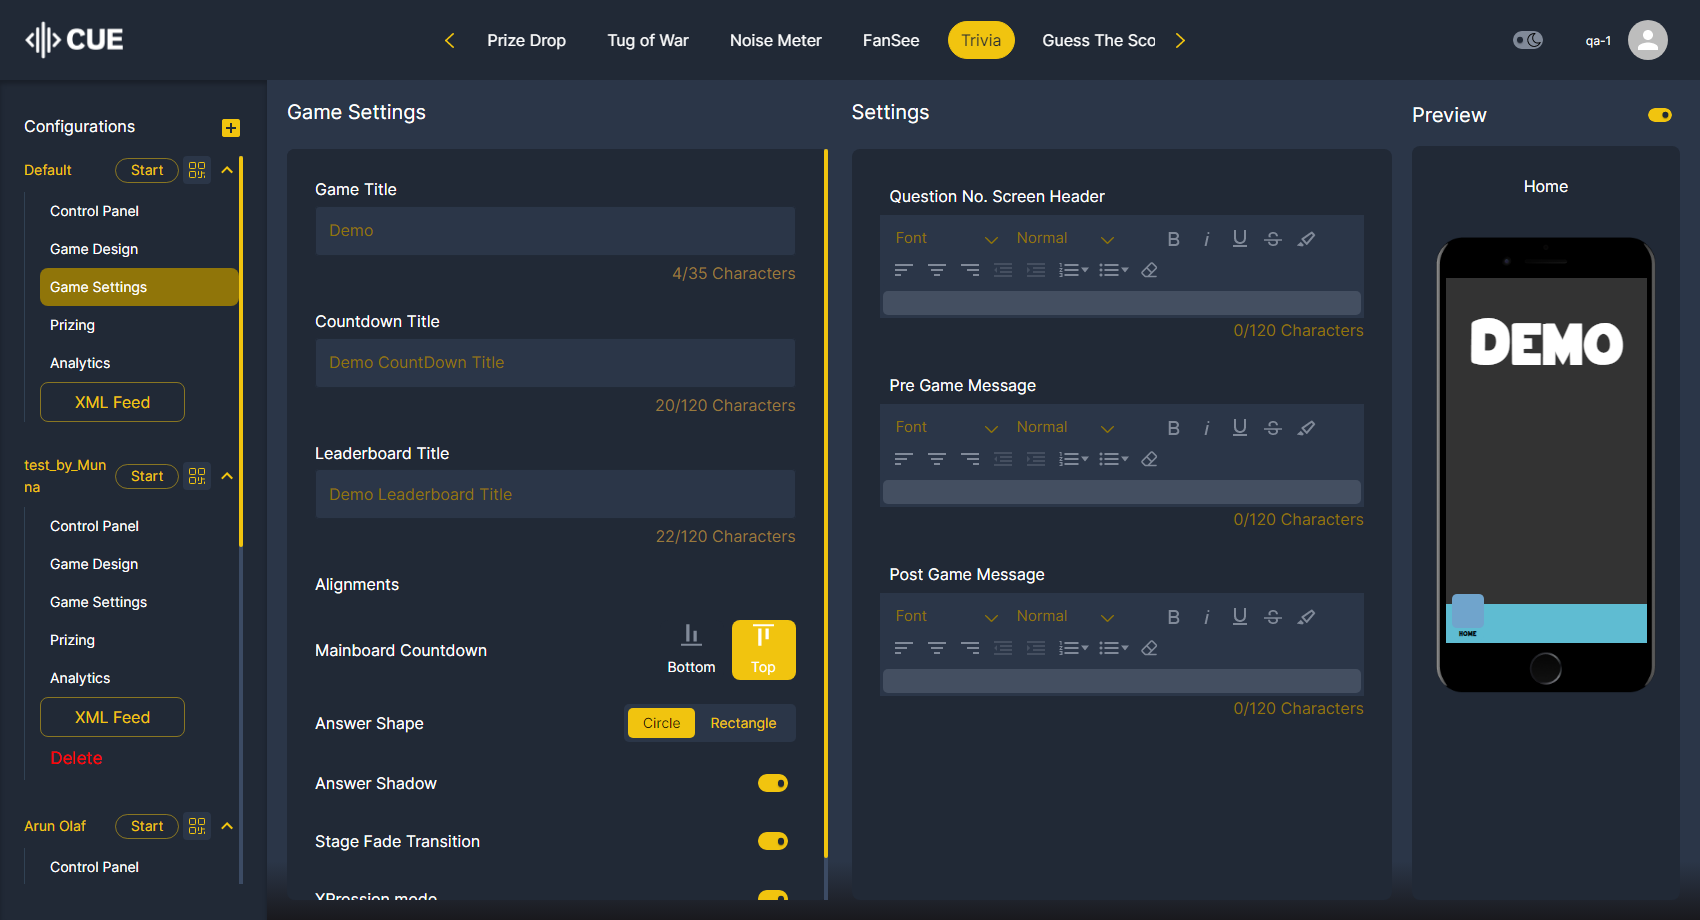 CUE
Prize Drop
Tug of War
Noise Meter
FanSee
Trivia
Guess The Sco
qa-1
Configurations
Default
Start
Control Panel
Game Design
Game Settings
Prizing
Analytics
XML Feed
test_by_Mun
na
Start
Control Panel
Game Design
Game Settings
Prizing
Analytics
XML Feed
Delete
Arun Olaf
Start
Control Panel
Game Settings
Game Title
Demo
4/35 Characters
Countdown Title
Demo CountDown Title
20/120 Characters
Leaderboard Title
Demo Leaderboard Title
22/120 Characters
Alignments
Mainboard Countdown
Bottom
Top
Answer Shape
Circle
Rectangle
Answer Shadow
Stage Fade Transition
XPression mode
Settings
Question No. Screen Header
Font
Normal
0/120 Characters
Pre Game Message
Font
Normal
0/120 Characters
Post Game Message
Font
Normal
0/120 Characters
Preview
Home
DEMO
HOME